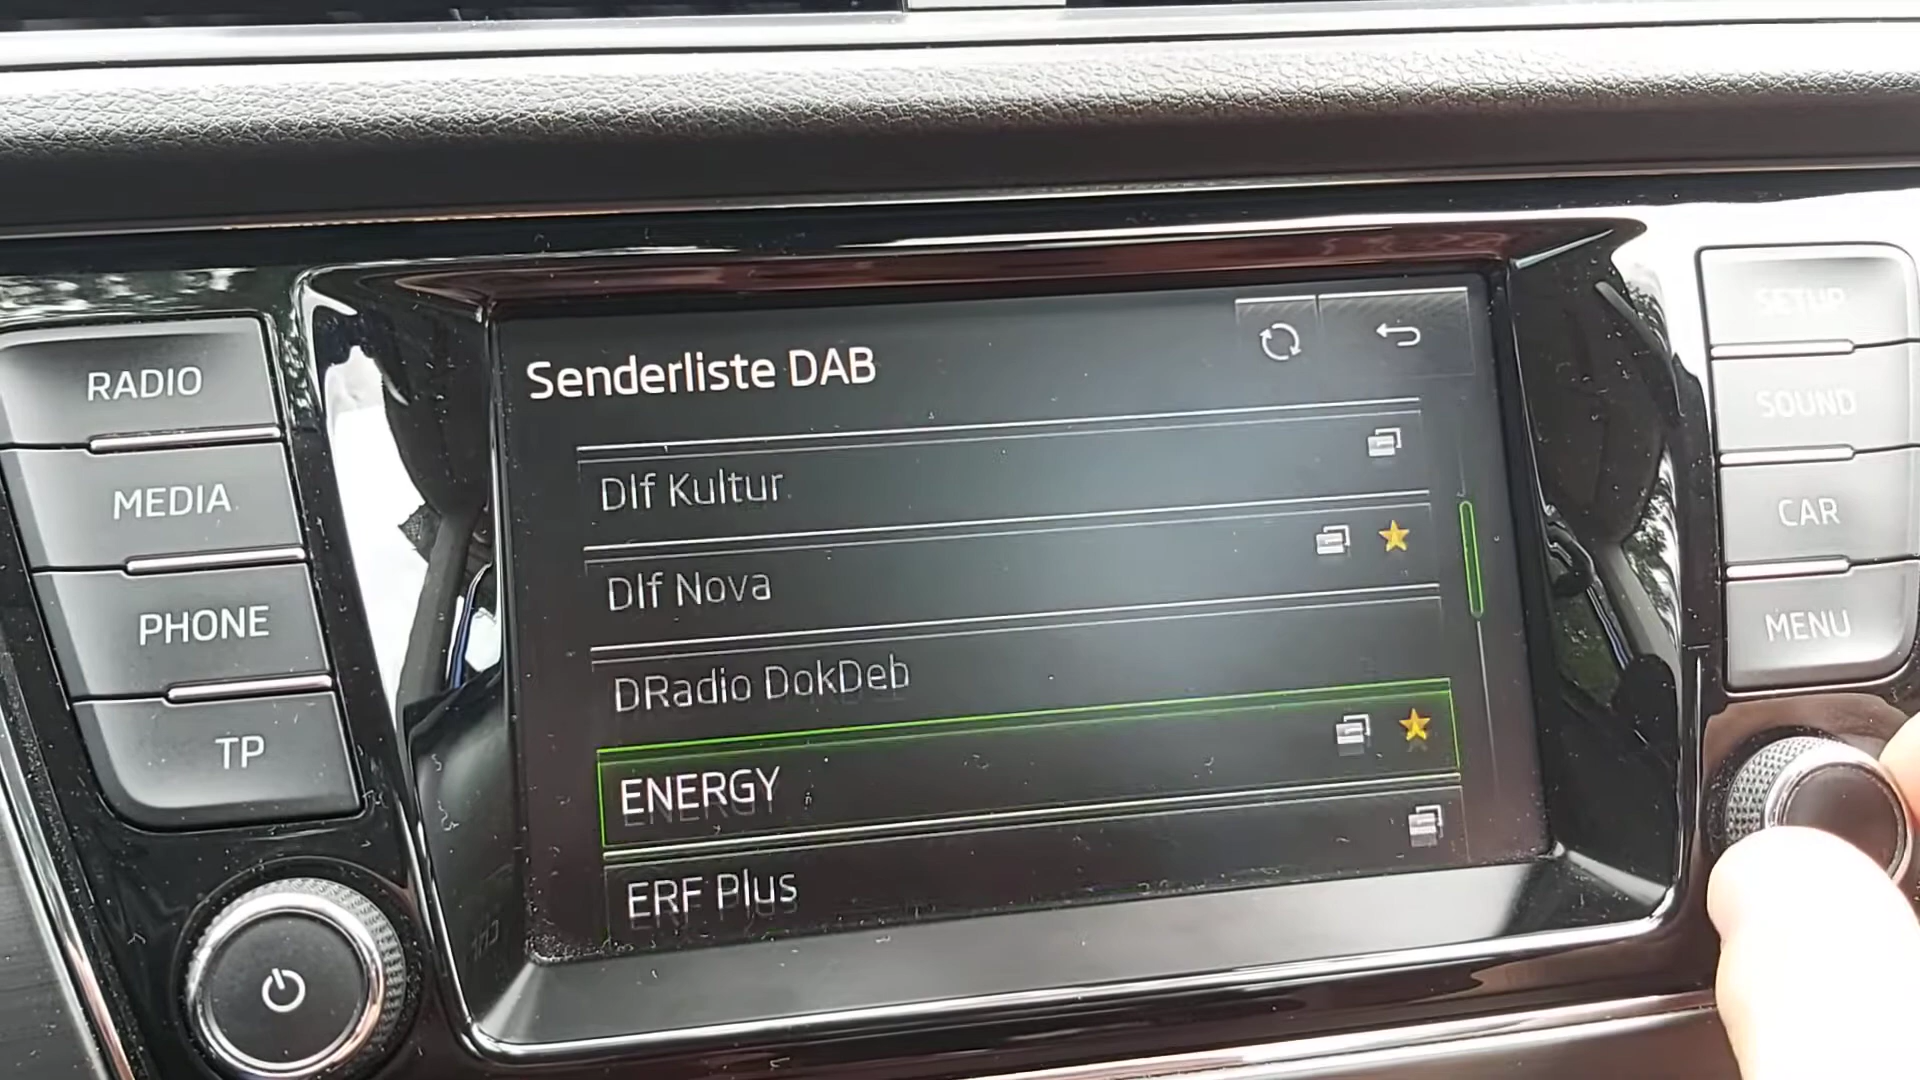 Senderliste DAB
Dlf Kultur
Dlf Nova
DRadio DokDeb
ENERGY
ERF Plus
RADIO
MEDIA
PHONE
TP
SETUP
SOUND
CAR
MENU